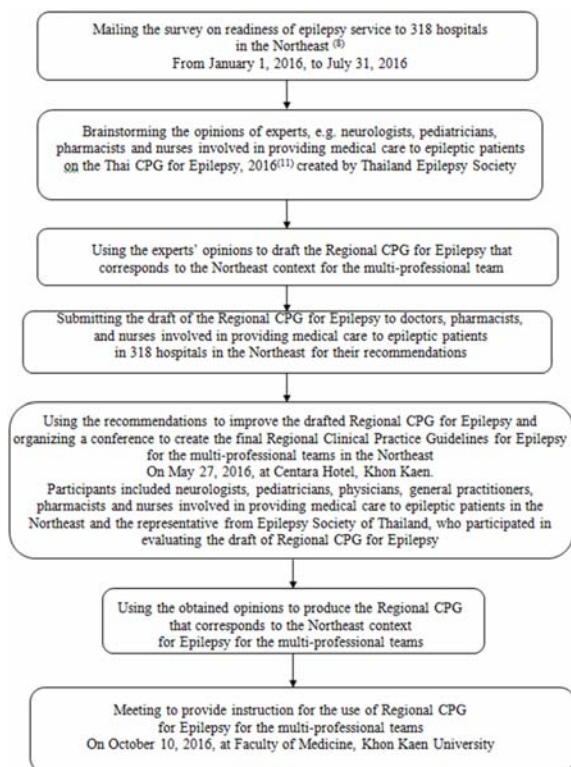 Mailing the survey on readiness of epilepsy service to 318 hospitals
in the Northeast (8)
From January 1, 2016, to July 31, 2016
Brainstorming the opinions of experts, e.g. neurologists, pediatricians,
pharmacists and nurses involved in providing medical care to epileptic patients
on the Thai CPG for Epilepsy, 2016(11) created by Thailand Epilepsy Society
Using the experts' opinions to draft the Regional CPG for Epilepsy that
corresponds to the Northeast context for the multi-professional team
Submitting the draft of the Regional CPG for Epilepsy to doctors, pharmacists,
and nurses involved in providing medical care to epileptic patients
in 318 hospitals in the Northeast for their recommendations
Using the recommendations to improve the drafted Regional CPG for Epilepsy and
organizing a conference to create the final Regional Clinical Practice Guidelines for Epilepsy
for the multi-professional teams in the Northeast
On May 27, 2016, at Centara Hotel, Khon Kaen.
Participants included neurologists, pediatricians, physicians, general practitioners,
pharmacists and nurses involved in providing medical care to epileptic patients in the
Northeast and the representative from Epilepsy Society of Thailand, who participated in
evaluating the draft of Regional CPG for Epilepsy
Using the obtained opinions to produce the Regional CPG
that corresponds to the Northeast context
for Epilepsy for the multi-professional teams
Meeting to provide instruction for the use of Regional CPG
for Epilepsy for the multi-professional teams
On October 10, 2016, at Faculty of Medicine, Khon Kaen University